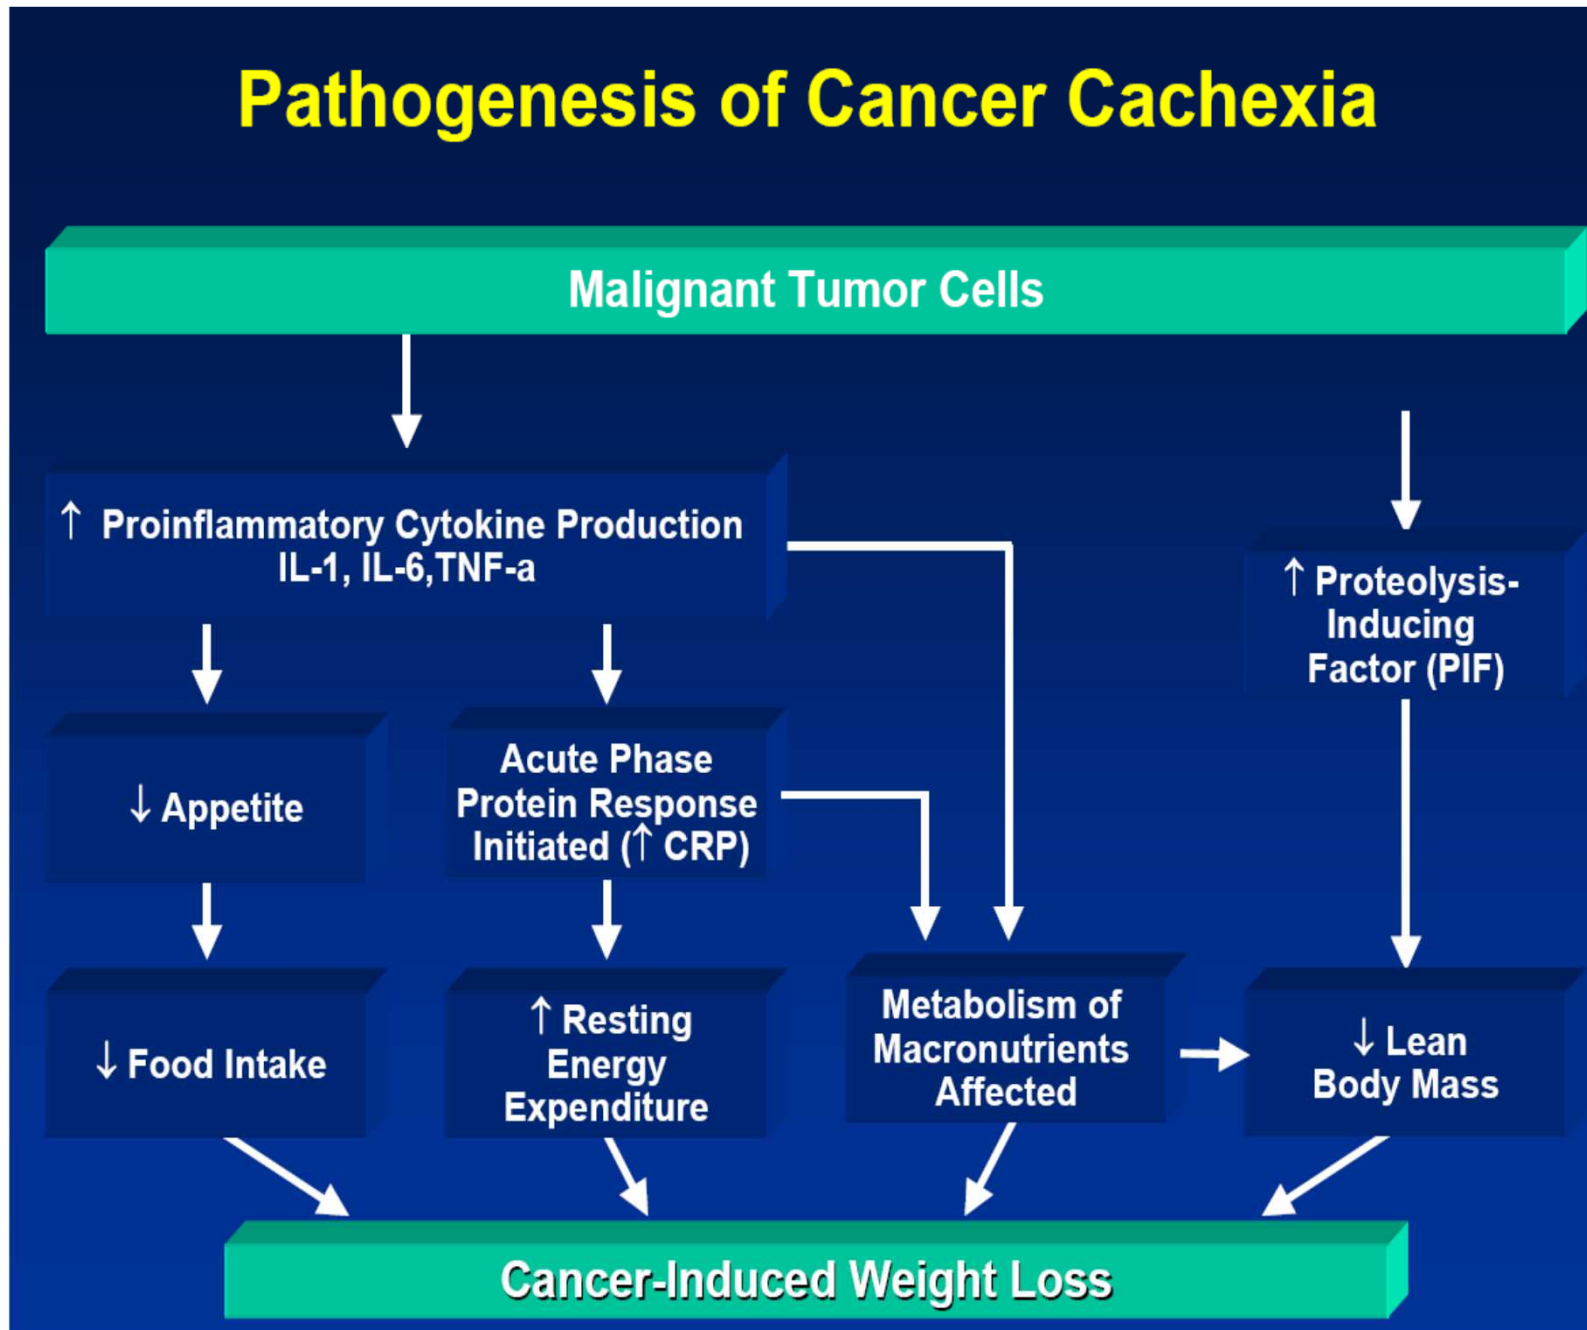 Pathogenesis of Cancer Cachexia
Malignant Tumor Cells
↑ Proinflammatory Cytokine Production
IL-1, IL-6,TNF-a
↑ Proteolysis-
Inducing
Factor (PIF)
↓ Appetite
Acute Phase
Protein Response
Initiated (↑ CRP)
↓ Food Intake
↑ Resting
Energy
Expenditure
Metabolism of
Macronutrients
Affected
↓ Lean
Body Mass
Cancer-Induced Weight Loss